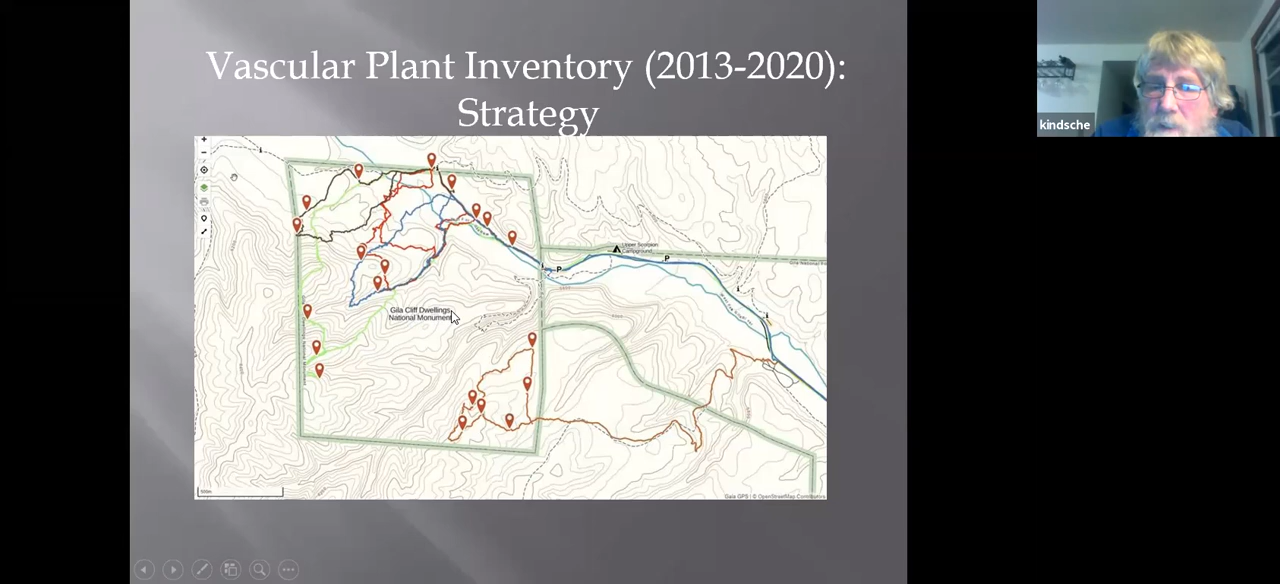 Vascular Plant Inventory (2013-2020):
Strategy
kindsche
Upper Scorpion
Campground
P
P
Gila Cliff Dwellings
National Monument
Gaia GPS | © OpenStreetMap Contributors